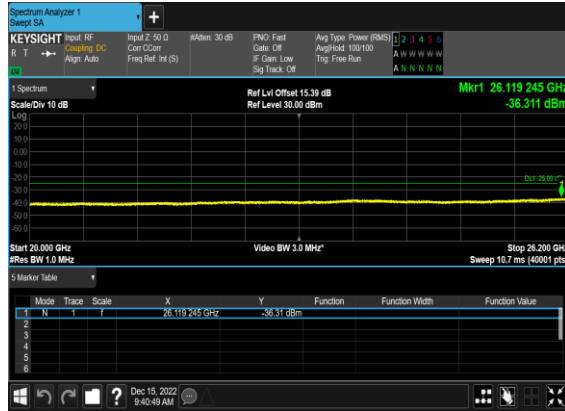 Spectrum Analyzer 1
Swept SA
+
KEYSIGHT Input: RF
R T
Coupling: DC
Align: Auto
LW
Input Z: 50 Ω
Corr CCorr
Freq Ref: Int (S)
#Atten: 30 dB
PNO: Fast
Gate: Off
IF Gain: Low
Sig Track: Off
Avg Type: Power (RMS)
Avg|Hold: 100/100
Trig: Free Run
1 2 3 4 5 6
A W W W W W
A N N N N N
1 Spectrum
Scale/Div 10 dB
Ref Lvl Offset 15.39 dB
Ref Level 30.00 dBm
Mkr1 26.119 245 GHz
-36.311 dBm
Log
20.0
10.0
0.00
-10.0
-20.0
DL1 -25.00
-30.0
-40.0
-50.0
-60.0
Start 20.000 GHz
#Res BW 1.0 MHz
Video BW 3.0 MHz*
Stop 26.200 GHz
Sweep 10.7 ms (40001 pts)
5 Marker Table
Mode Trace Scale X Y Function Function Width Function Value
1 N 1 f 26.119 245 GHz -36.31 dBm
2
3
4
5
6
?
Dec 15, 2022
9:40:49 AM